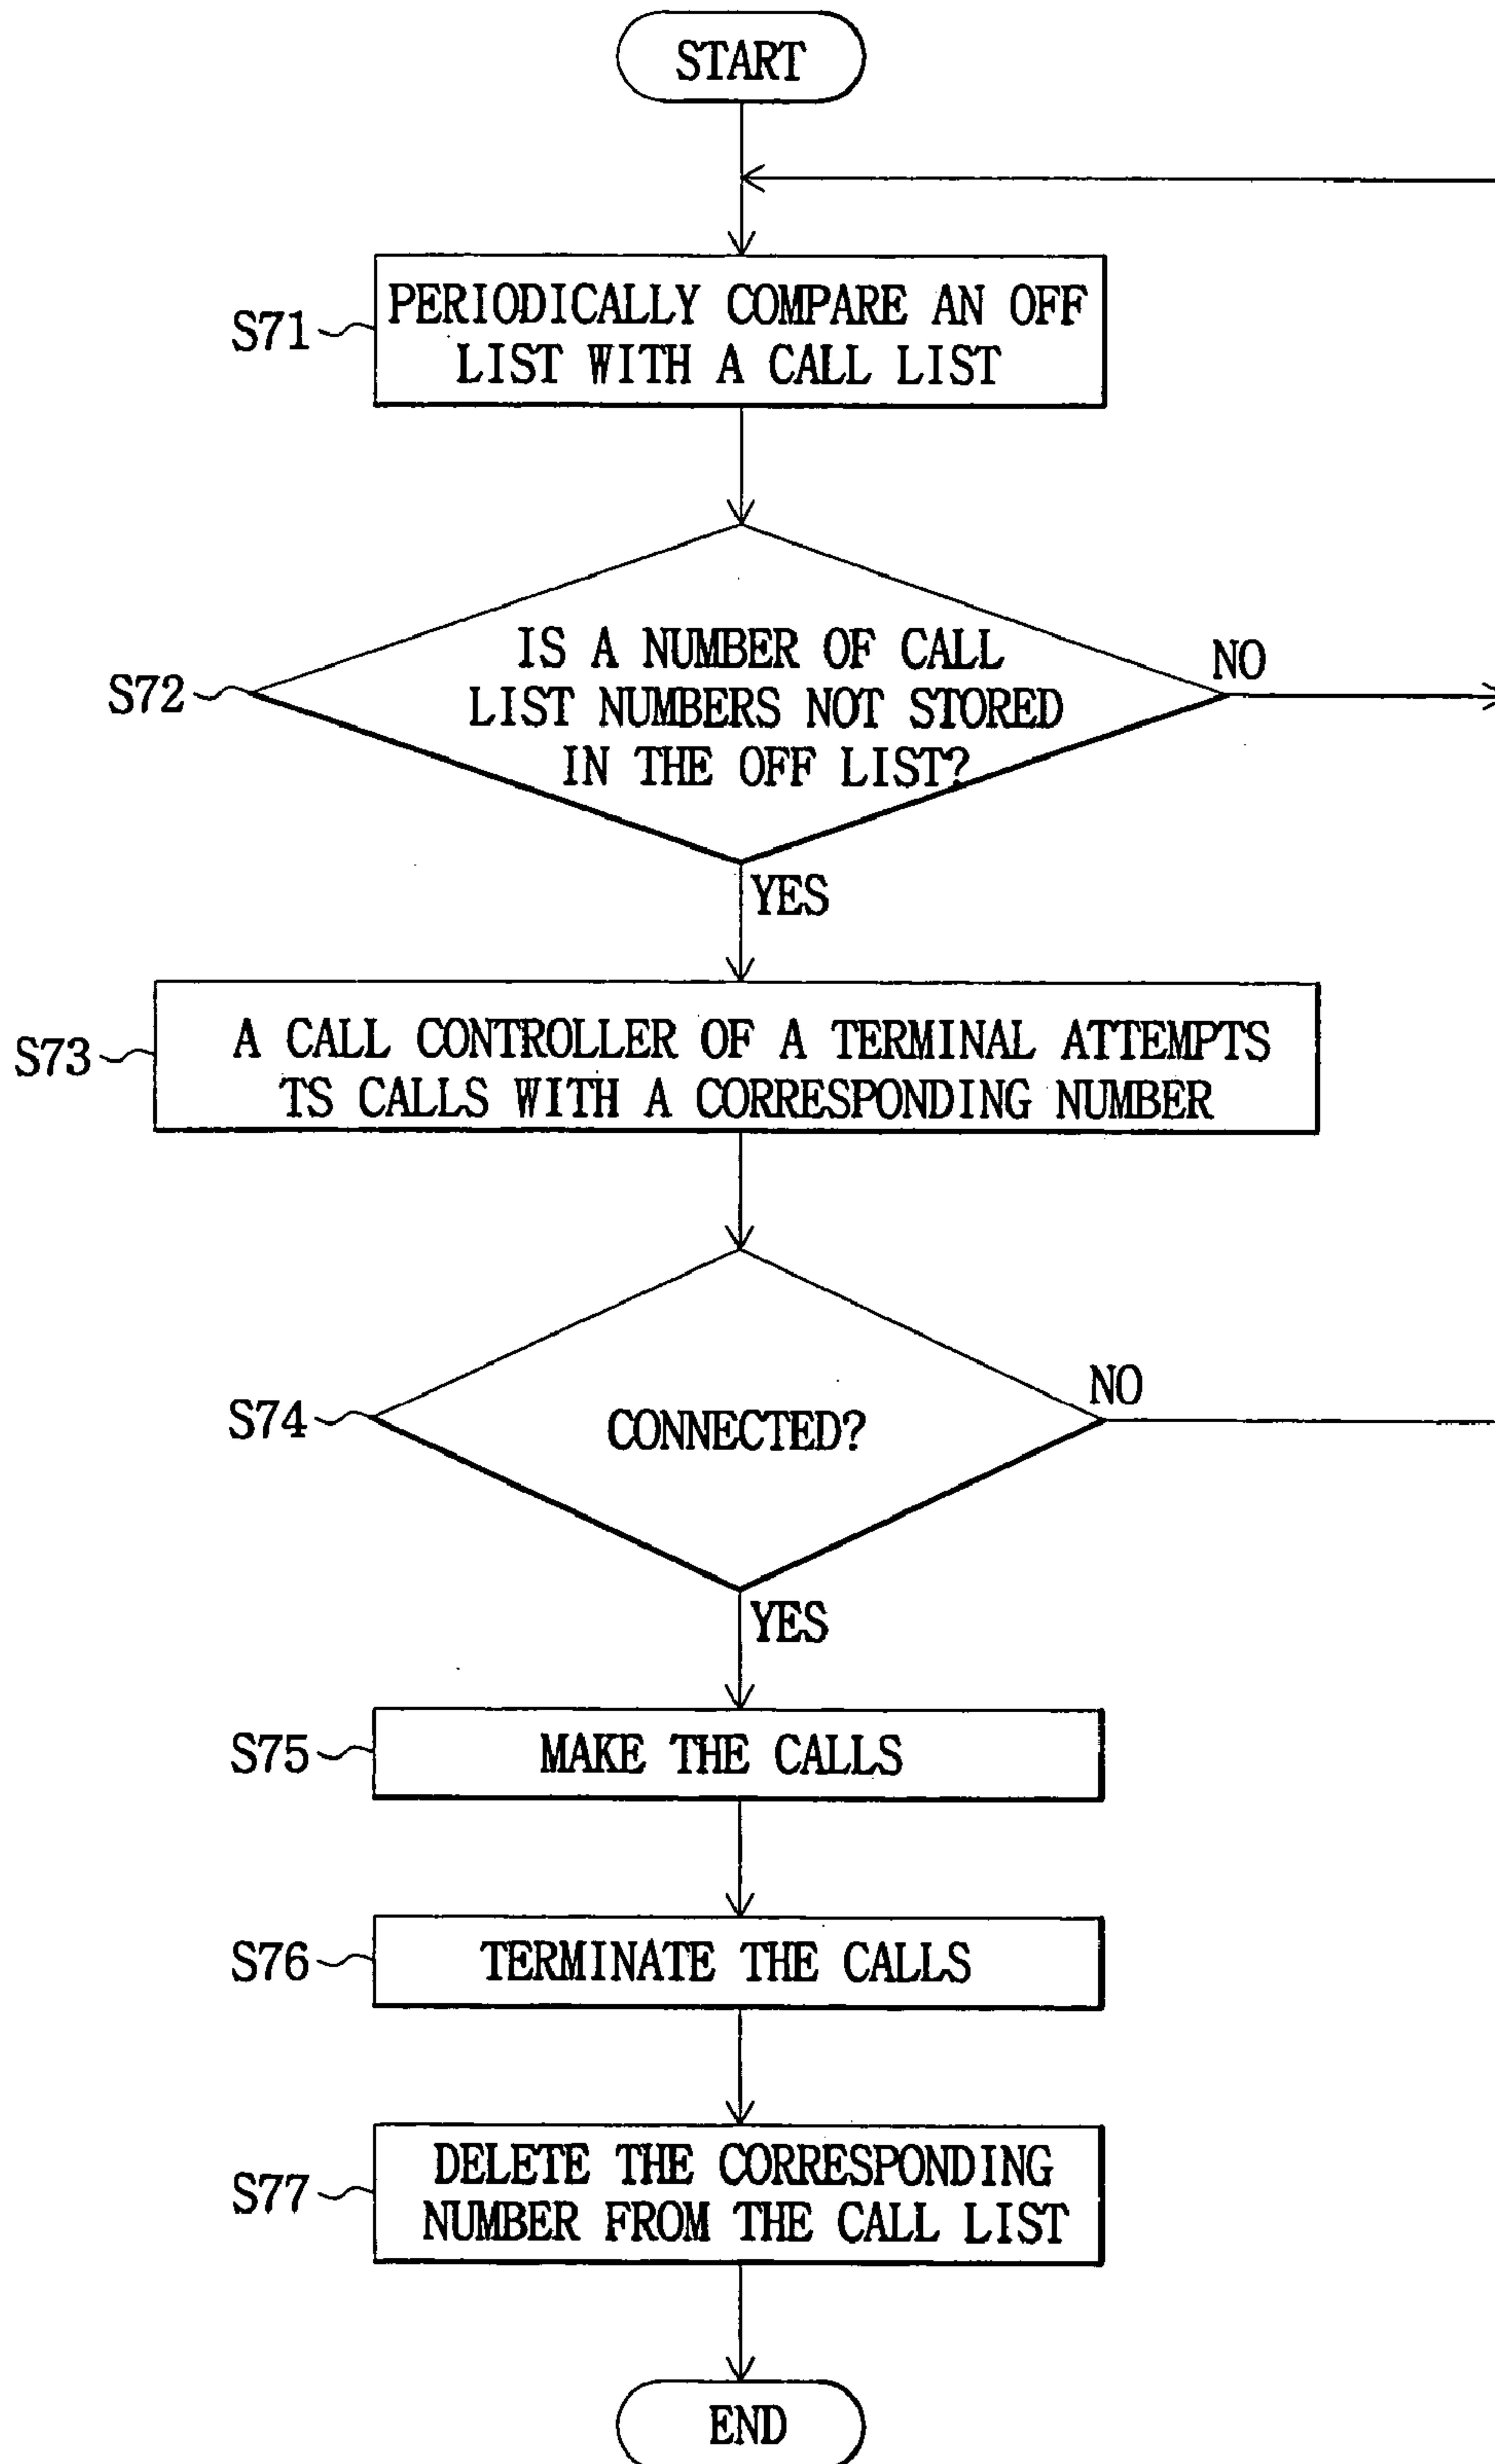 START
S71
PERIODICALLY COMPARE AN OFF
LIST WITH A CALL LIST
S72
IS A NUMBER OF CALL
LIST NUMBERS NOT STORED
IN THE OFF LIST?
NO
YES
S73
A CALL CONTROLLER OF A TERMINAL ATTEMPTS
TS CALLS WITH A CORRESPONDING NUMBER
S74
CONNECTED?
NO
YES
S75
MAKE THE CALLS
S76
TERMINATE THE CALLS
S77
DELETE THE CORRESPONDING
NUMBER FROM THE CALL LIST
END